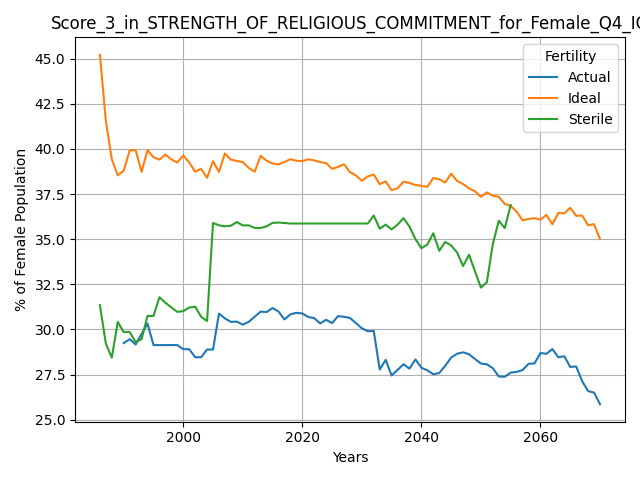 Score_3_in_STRENGTH_OF_RELIGIOUS_COMMITMENT_for_Female_Q4_IQ
Fertility
Actual
Ideal
Sterile
45.0
42.5
40.0
37.5
35.0
32.5
30.0
27.5
25.0
% of Female Population
2000
2020
2040
2060
Years